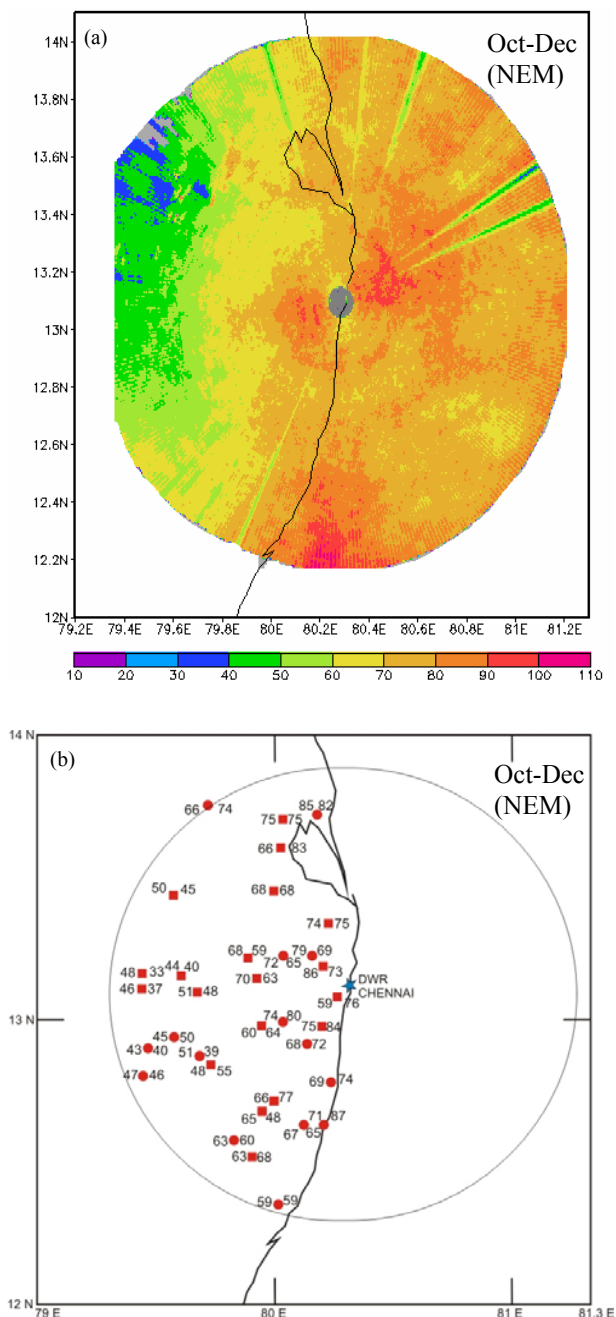 (a)
Oct-Dec
(NEM)
14N
13.8N
13.6N
13.4N
13.2N
13N
12.8N
12.6N
12.4N
12.2N
12N
79.2E 79.4E 79.6E 79.8E 80E 80.2E 80.4E 80.6E 80.8E 81E 81.2E
10 20 30 40 50 60 70 80 90 100 110
14 N
(b)
Oct-Dec
(NEM)
66 74
85 82
75 75
66 83
50 45
68 68
74 75
68 59
72 79
65 69
86 73
48 33
44 40
70 63
DWR
CHENNAI
46 37
51 48
59 76
13 N
74 80
60 64
75 84
45 50
68 72
43 40
51 39
48 55
47 46
69 74
66 77
65 48
71 87
67 65
63 60
63 68
59 59
12 N
79 E
80 E
81 E
81.3 E